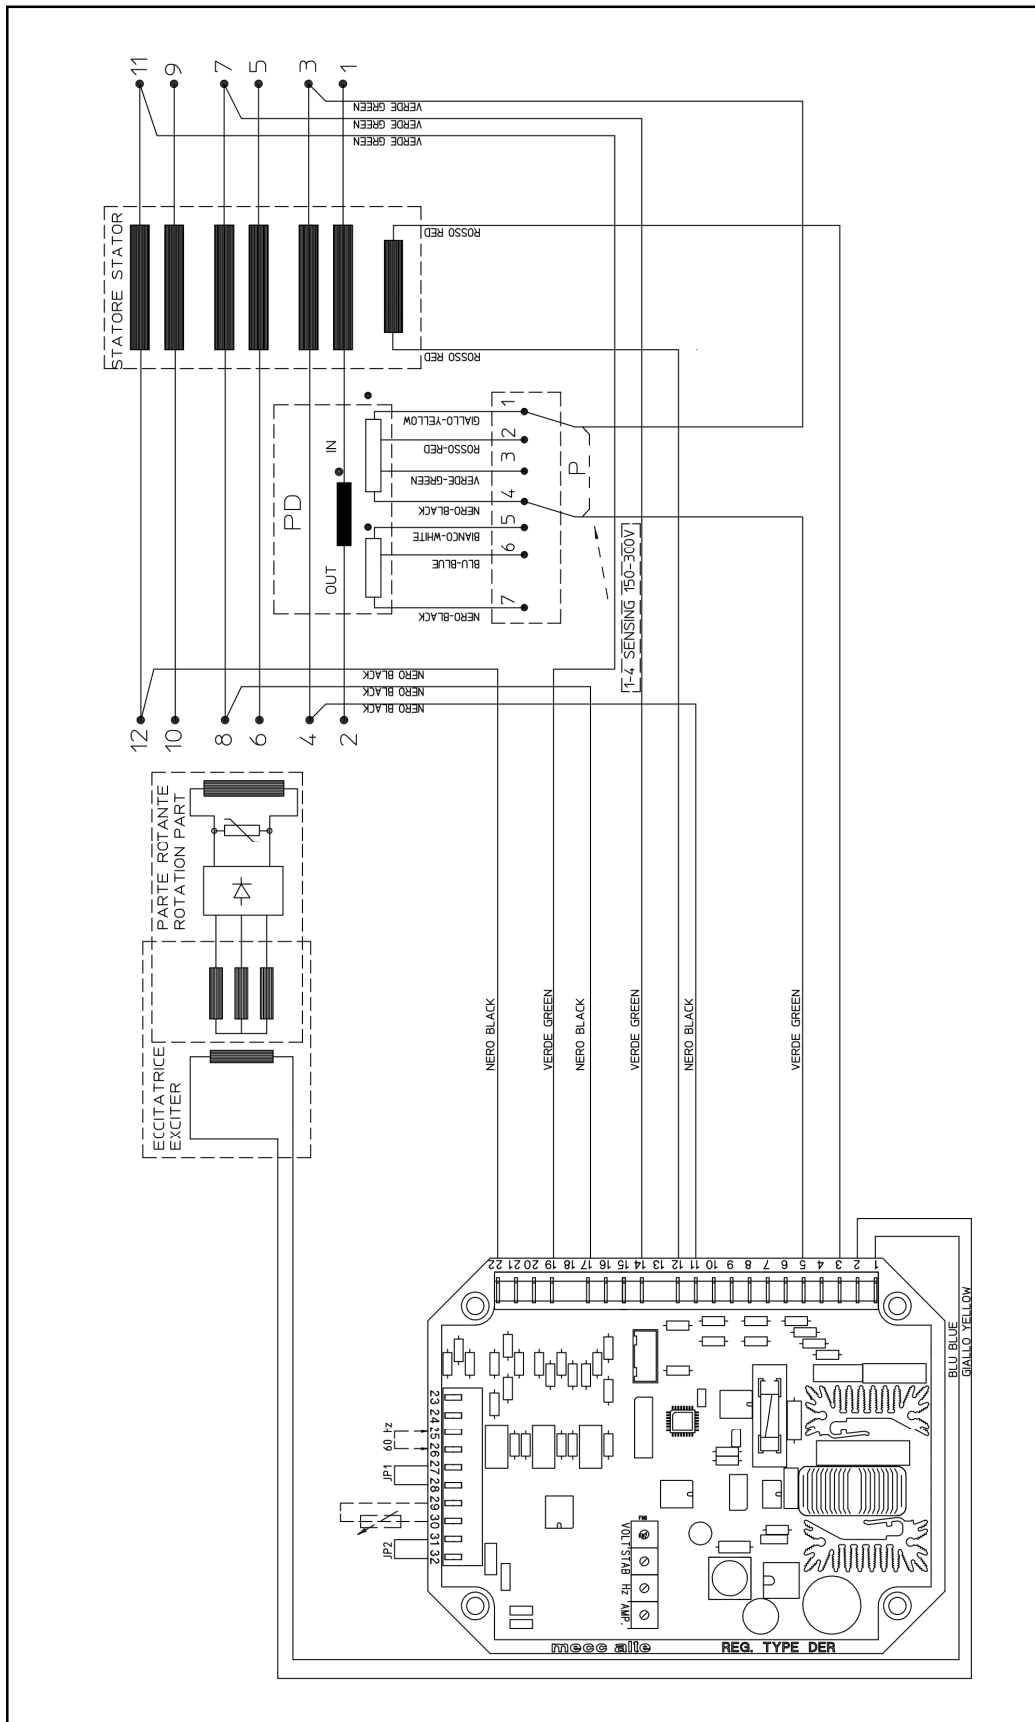 11
9
7
5
3
1
VERDE GREEN
VERDE GREEN
VERDE GREEN
STATORE STATOR
ROSSO RED
ROSSO RED
PD
IN
OUT
GIALLO-YELLOW
ROSSO-RED
VERDE-GREEN
NERO-BLACK
BIANCO-WHITE
BLU-BLUE
NERO-BLACK
1
2
3
4
5
6
7
P
1-4 SENSING 150-300V
NERO BLACK
NERO BLACK
NERO BLACK
12
10
8
6
4
2
PARTE ROTANTE
ROTATION PART
ECCITATRICE
EXCITER
NERO BLACK
VERDE GREEN
NERO BLACK
VERDE GREEN
NERO BLACK
VERDE GREEN
22
21
20
19
18
17
16
15
14
13
12
11
10
9
8
7
6
5
4
3
2
1
BLU BLUE
GIALLO YELLOW
23
24
25
26
27
28
29
30
31
32
60 Hz
JP1
JP2
VOLT
STAB
Hz
AMP.
mecc alte
REG. TYPE DER